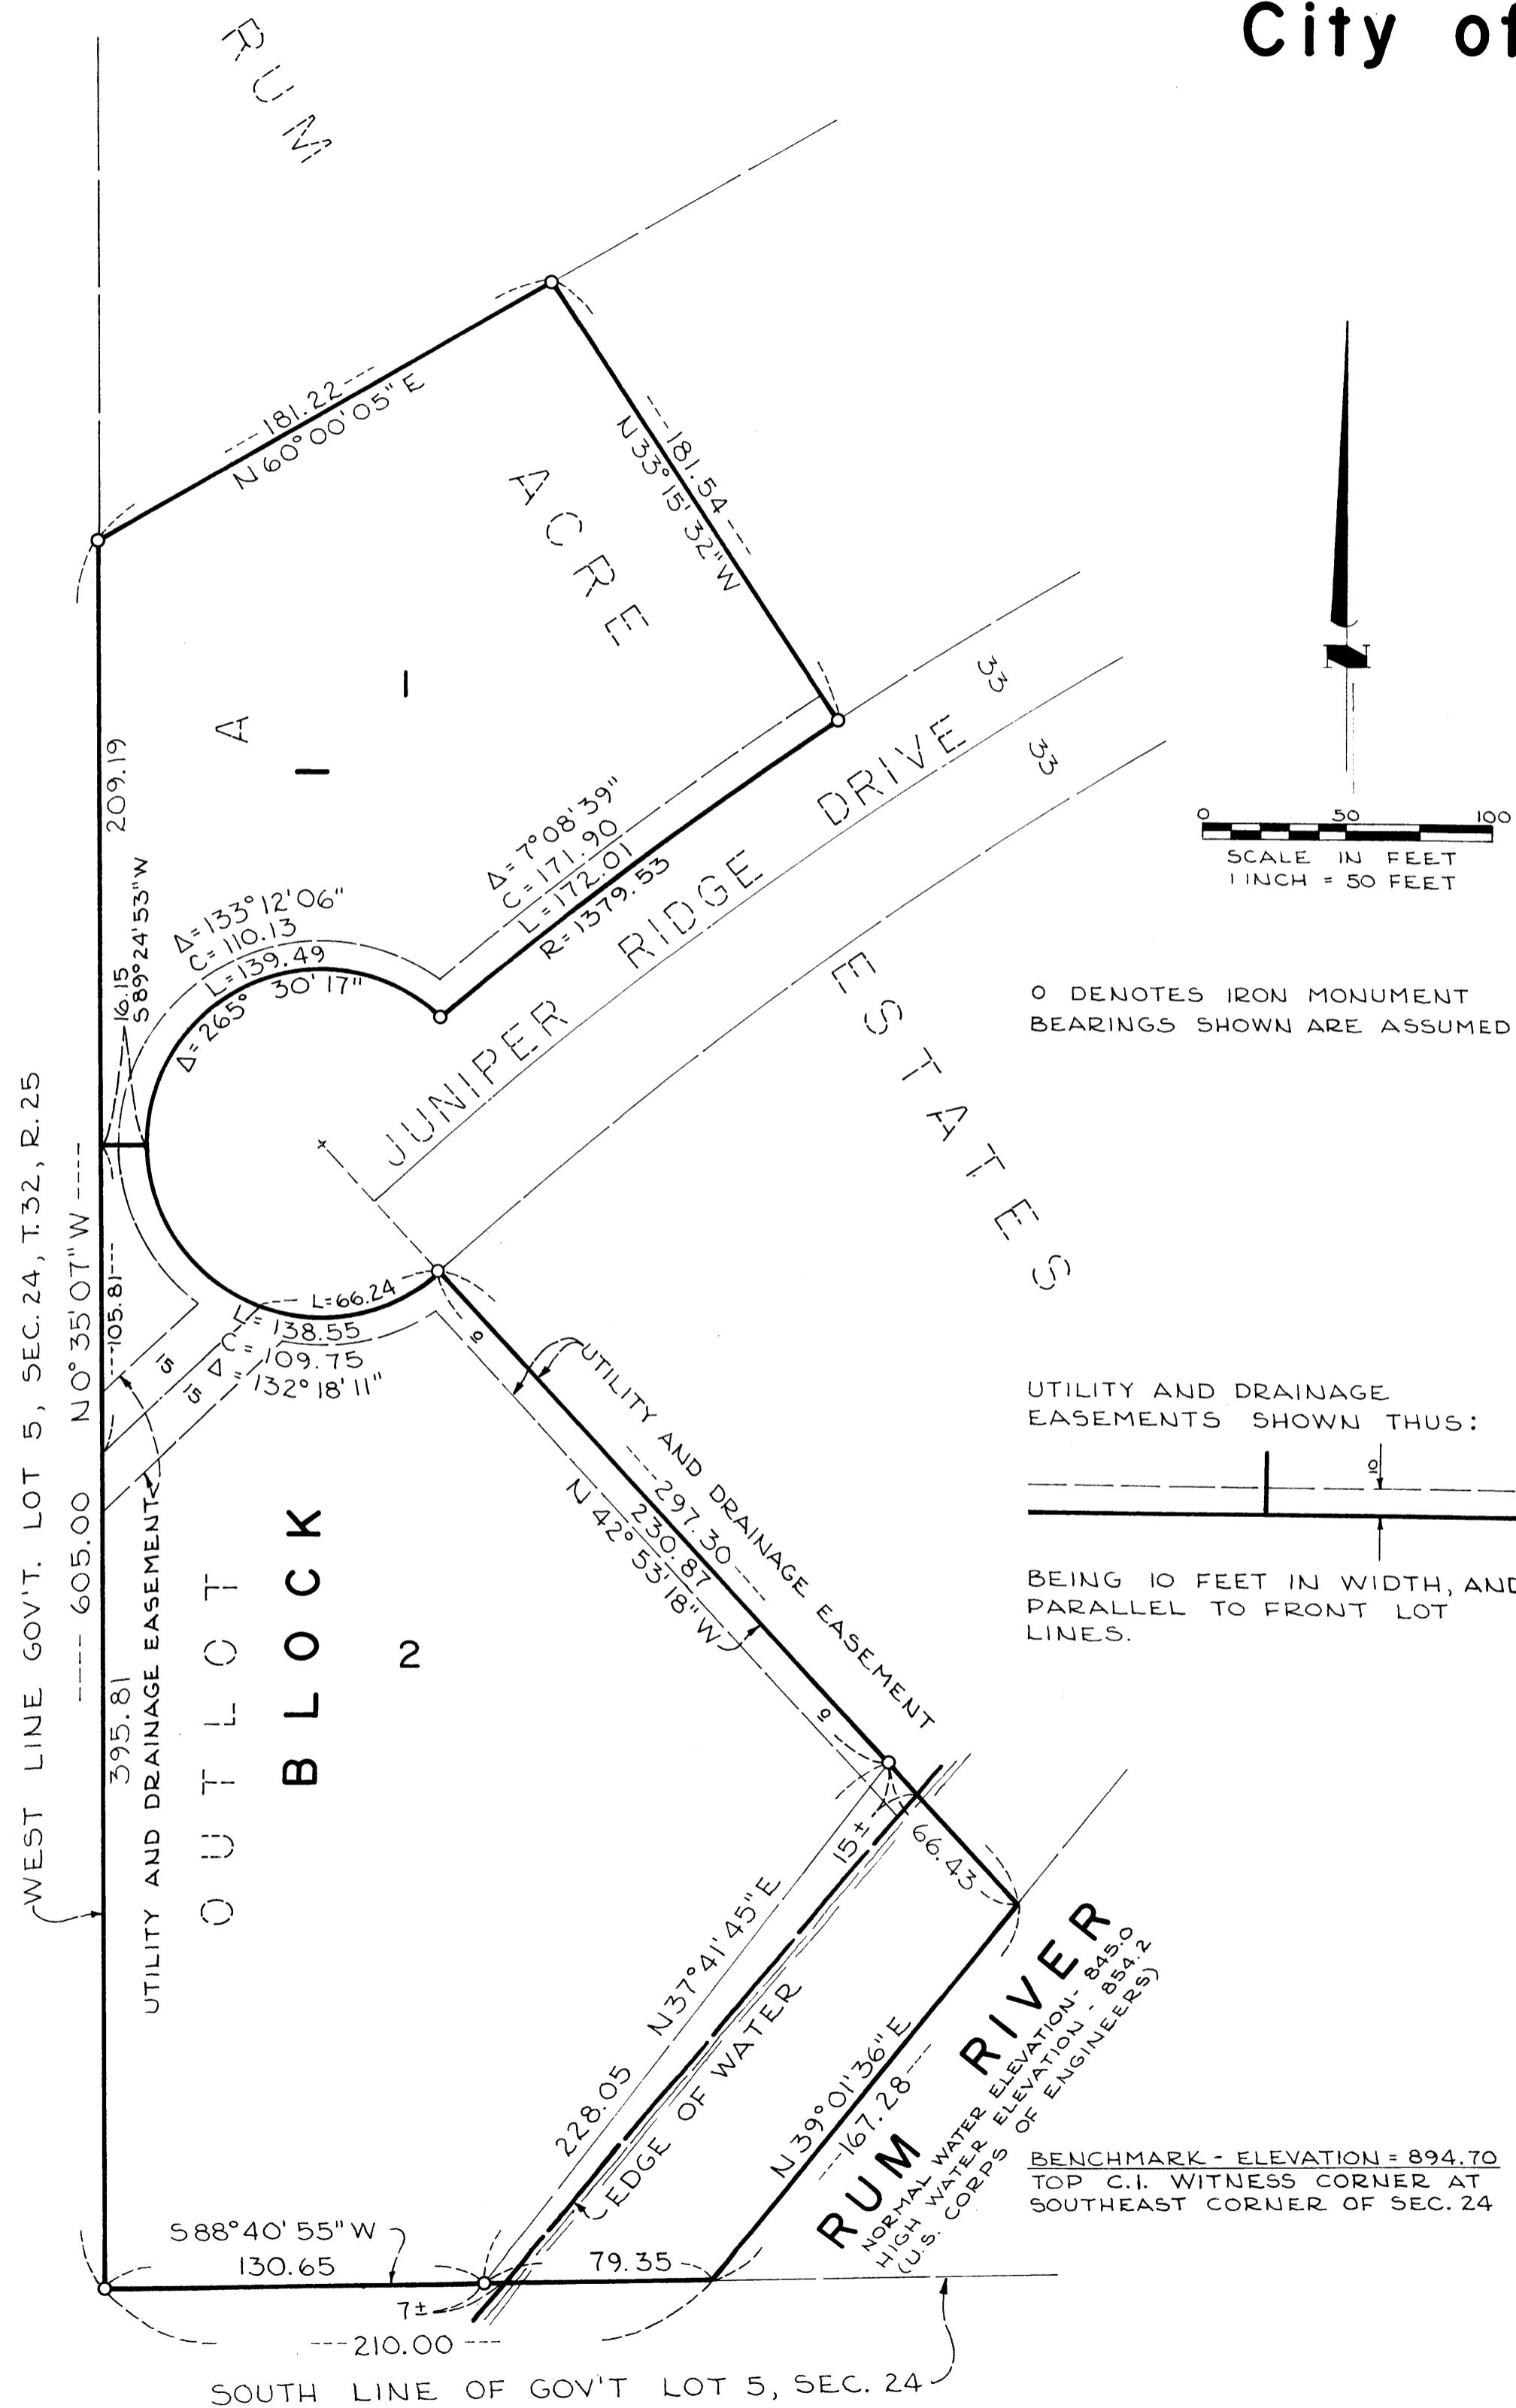 City of
RUM
181.22
N 60°00'05" E
181.54
N 33°15'32" W
ACRE
1
A
1
209.19
33
33
JUNIPER RIDGE DRIVE
Δ= 7°08'39"
C= 171.90
L= 172.01
R= 1379.53
0 50 100
SCALE IN FEET
1 INCH = 50 FEET
Δ= 133°12'06"
C= 110.13
L= 139.49
Δ= 265° 30'17"
16.15
S 89°24'53" W
O DENOTES IRON MONUMENT
BEARINGS SHOWN ARE ASSUMED
ESTATES
WEST LINE GOV'T. LOT 5, SEC. 24, T. 32, R. 25
605.00 N 0° 35' 07" W
105.81
L= 66.24
L= 138.55
C= 109.75
Δ= 132° 18' 11"
15
15
10
UTILITY AND DRAINAGE EASEMENT
297.30
230.87
N 42° 53' 18" W
10
UTILITY AND DRAINAGE
EASEMENTS SHOWN THUS:
10
BEING 10 FEET IN WIDTH, AND
PARALLEL TO FRONT LOT
LINES.
395.81
UTILITY AND DRAINAGE EASEMENT
OUTLOT
BLOCK
2
15±
66.43
N 37° 41' 45" E
228.05
EDGE OF WATER
N 39° 01' 36" E
167.28
RUM RIVER
NORMAL WATER ELEVATION - 845.0
HIGH WATER ELEVATION - 854.2
(U.S. CORPS OF ENGINEERS)
BENCHMARK - ELEVATION = 894.70
TOP C.I. WITNESS CORNER AT
SOUTHEAST CORNER OF SEC. 24
S 88° 40' 55" W
130.65
79.35
7±
210.00
SOUTH LINE OF GOV'T LOT 5, SEC. 24
N